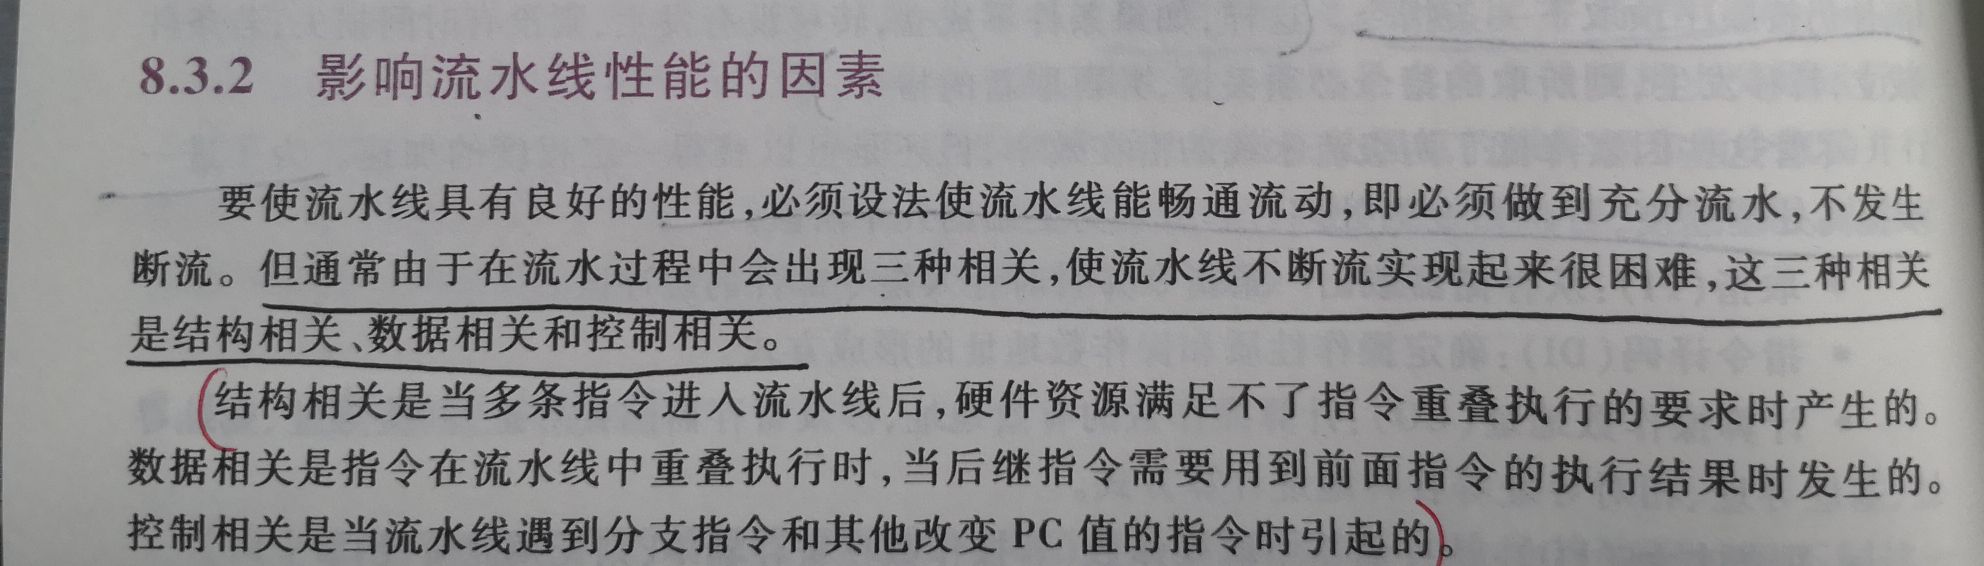 8.3.2 影响流水线性能的因素
要使流水线具有良好的性能,必须设法使流水线能畅通流动,即必须做到充分流水,不发生
断流。但通常由于在流水过程中会出现三种相关,使流水线不断流实现起来很困难,这三种相关
是结构相关、数据相关和控制相关。
结构相关是当多条指令进入流水线后,硬件资源满足不了指令重叠执行的要求时产生的。
数据相关是指令在流水线中重叠执行时,当后继指令需要用到前面指令的执行结果时发生的。
控制相关是当流水线遇到分支指令和其他改变 PC 值的指令时引起的。